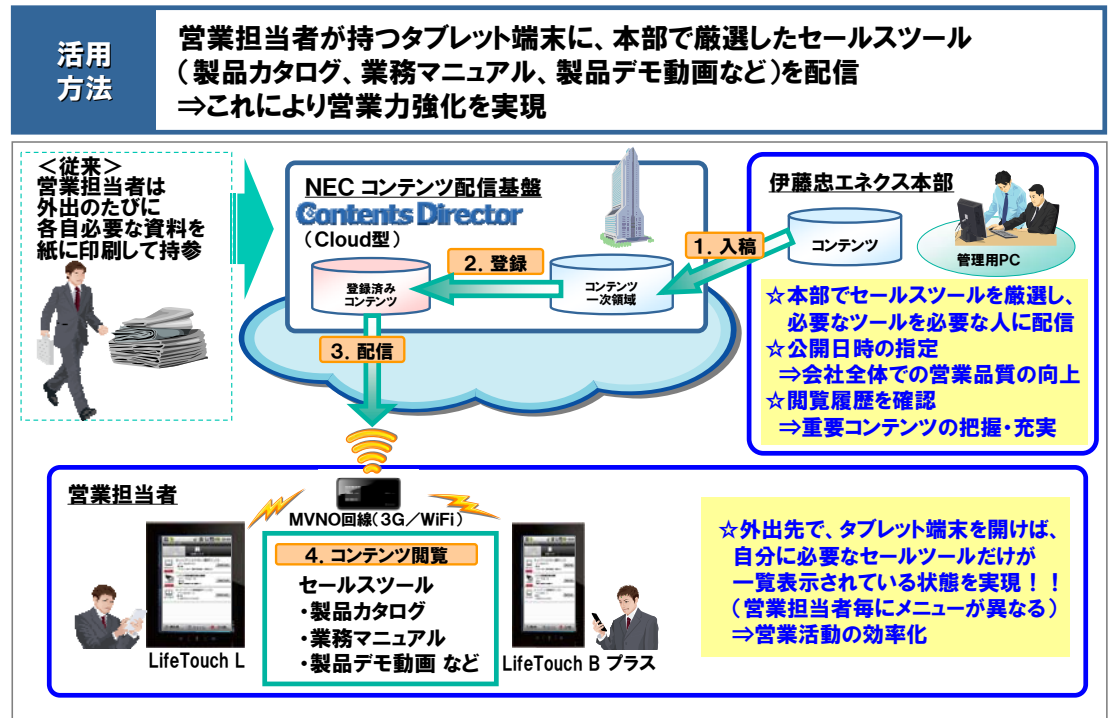 活用
方法
営業担当者が持つタブレット端末に、本部で厳選したセールスツール
（製品カタログ、業務マニュアル、製品デモ動画など）を配信
⇒これにより営業力強化を実現
＜従来＞
営業担当者は
外出のたびに
各自必要な資料を
紙に印刷して持参
NEC コンテンツ配信基盤
Contents Director
（Cloud型）
1. 入稿
2. 登録
登録済み
コンテンツ
コンテンツ
一次領域
3. 配信
伊藤忠エネクス本部
コンテンツ
管理用PC
☆本部でセールスツールを厳選し、
必要なツールを必要な人に配信
☆公開日時の指定
⇒会社全体での営業品質の向上
☆閲覧履歴を確認
⇒重要コンテンツの把握・充実
営業担当者
MVNO回線（3G／WiFi）
4. コンテンツ閲覧
セールスツール
・製品カタログ
・業務マニュアル
・製品デモ動画 など
LifeTouch L
LifeTouch B プラス
☆外出先で、タブレット端末を開けば、
自分に必要なセールツールだけが
一覧表示されている状態を実現！！
（営業担当者毎にメニューが異なる）
⇒営業活動の効率化